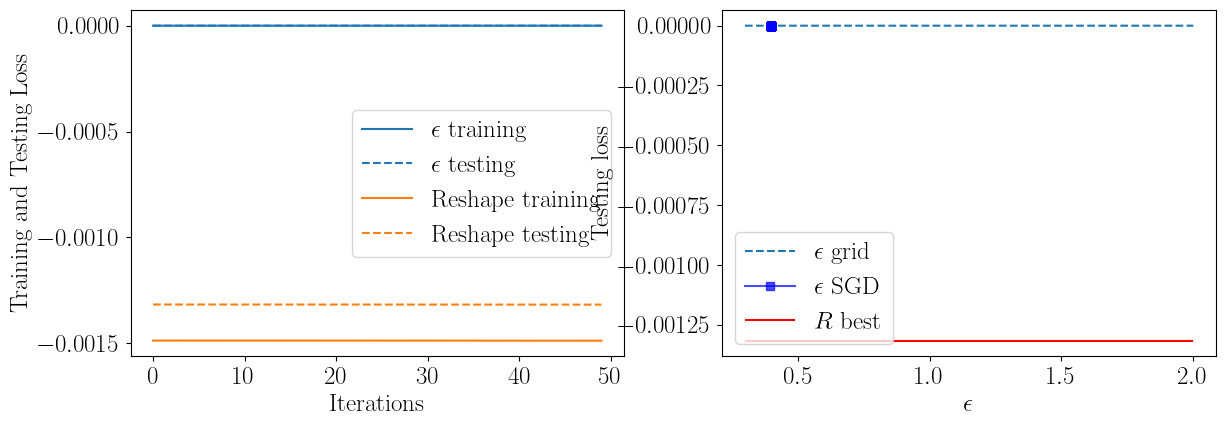 0.0000
−0.0005
−0.0010
−0.0015
Training and Testing Loss
0
10
20
30
40
50
Iterations
ϵ training
ϵ testing
Reshape training
Reshape testing
0.00000
−0.00025
−0.00050
−0.00075
−0.00100
−0.00125
Testing loss
0.5
1.0
1.5
2.0
ϵ
ϵ grid
ϵ SGD
R best